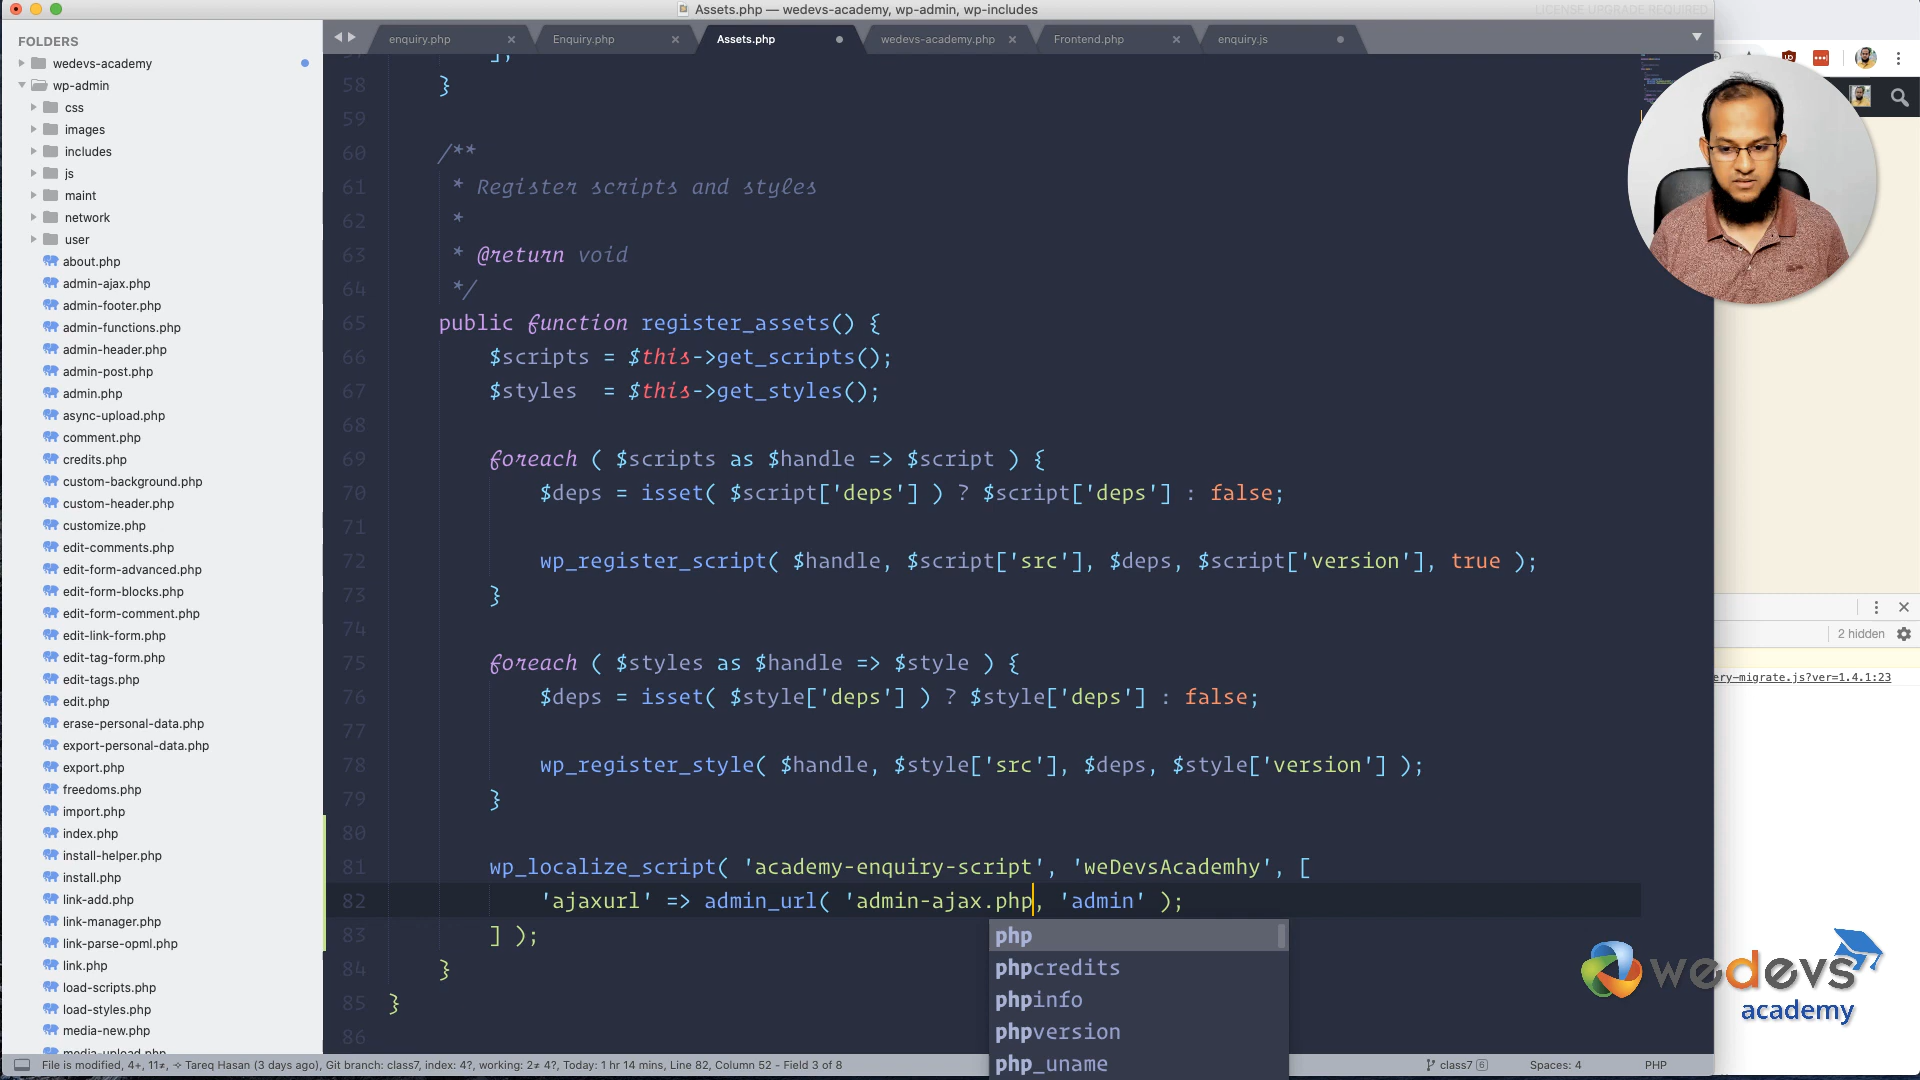 Assets.php — wedevs-academy, wp-admin, wp-includes
LICENSE UPGRADE REQUIRED
FOLDERS
wedevs-academy
wp-admin
css
images
includes
js
maint
network
user
about.php
admin-ajax.php
admin-footer.php
admin-functions.php
admin-header.php
admin-post.php
admin.php
async-upload.php
comment.php
credits.php
custom-background.php
custom-header.php
customize.php
edit-comments.php
edit-form-advanced.php
edit-form-blocks.php
edit-form-comment.php
edit-link-form.php
edit-tag-form.php
edit-tags.php
edit.php
erase-personal-data.php
export-personal-data.php
export.php
freedoms.php
import.php
index.php
install-helper.php
install.php
link-add.php
link-manager.php
link-parse-opml.php
link.php
load-scripts.php
load-styles.php
media-new.php
media-upload.php
enquiry.php Enquiry.php Assets.php wedevs-academy.php Frontend.php enquiry.js
57 ];
58 }
59
60 /**
61 * Register scripts and styles
62 *
63 * @return void
64 */
65 public function register_assets() {
66 $scripts = $this->get_scripts();
67 $styles = $this->get_styles();
68
69 foreach ( $scripts as $handle => $script ) {
70 $deps = isset( $script['deps'] ) ? $script['deps'] : false;
71
72 wp_register_script( $handle, $script['src'], $deps, $script['version'], true );
73 }
74
75 foreach ( $styles as $handle => $style ) {
76 $deps = isset( $style['deps'] ) ? $style['deps'] : false;
77
78 wp_register_style( $handle, $style['src'], $deps, $style['version'] );
79 }
80
81 wp_localize_script( 'academy-enquiry-script', 'weDevsAcademhy', [
82 'ajaxurl' => admin_url( 'admin-ajax.php, 'admin' );
83 ] );
84 }
85 }
86
php
phpcredits
phpinfo
phpversion
php_uname
2 hidden
ery-migrate.js?ver=1.4.1:23
wedevs
academy
File is modified, 4+, 11≠, ✧ Tareq Hasan (3 days ago), Git branch: class7, index: 4?, working: 2≠ 4?, Today: 1 hr 14 mins, Line 82, Column 52 - Field 3 of 8
class7 6
Spaces: 4
PHP